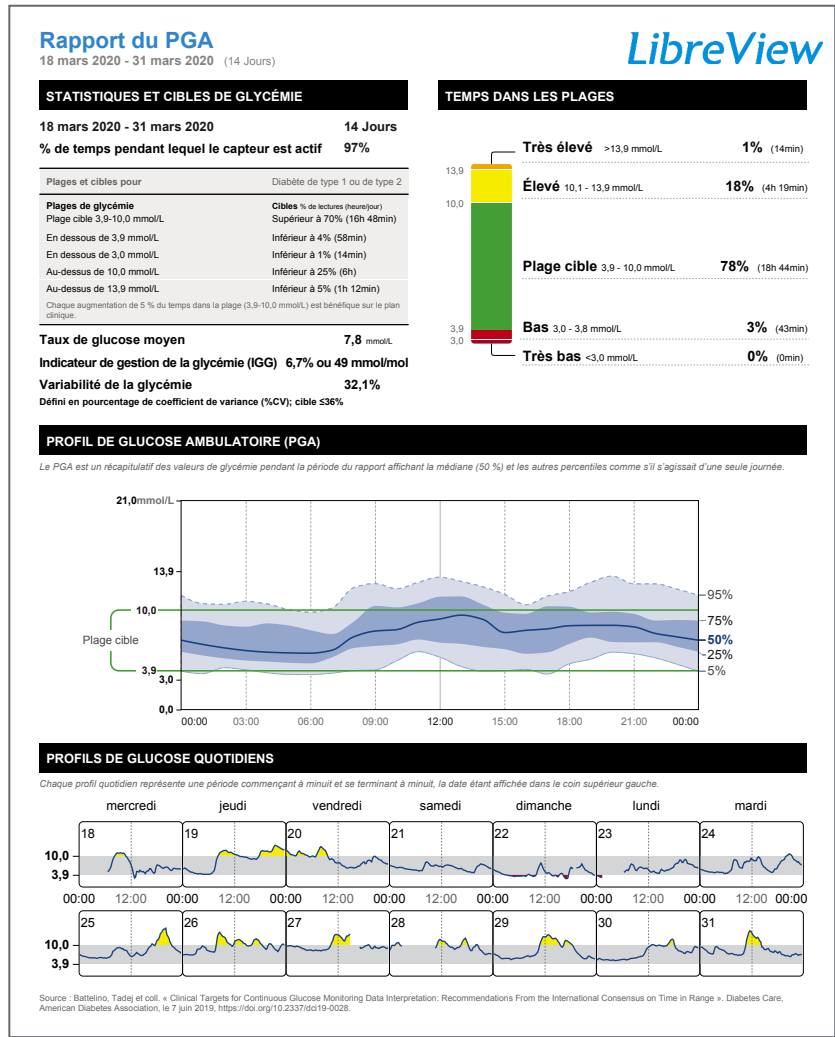 Rapport du PGA
LibreView
18 mars 2020 - 31 mars 2020 (14 Jours)
STATISTIQUES ET CIBLES DE GLYCÉMIE
18 mars 2020 - 31 mars 2020 14 Jours
% de temps pendant lequel le capteur est actif 97%
Plages et cibles pour Diabète de type 1 ou de type 2
Plages de glycémie Cibles % de lectures (heure/jour)
Plage cible 3,9-10,0 mmol/L Supérieur à 70% (16h 48min)
En dessous de 3,9 mmol/L Inférieur à 4% (58min)
En dessous de 3,0 mmol/L Inférieur à 1% (14min)
Au-dessus de 10,0 mmol/L Inférieur à 25% (6h)
Au-dessus de 13,9 mmol/L Inférieur à 5% (1h 12min)
Chaque augmentation de 5 % du temps dans la plage (3,9-10,0 mmol/L) est bénéfique sur le plan
clinique.
Taux de glucose moyen 7,8 mmol/L
Indicateur de gestion de la glycémie (IGG) 6,7% ou 49 mmol/mol
Variabilité de la glycémie 32,1%
Défini en pourcentage de coefficient de variance (%CV); cible ≤36%
TEMPS DANS LES PLAGES
Très élevé >13,9 mmol/L 1% (14min)
13,9
Élevé 10,1 - 13,9 mmol/L 18% (4h 19min)
10,0
Plage cible 3,9 - 10,0 mmol/L 78% (18h 44min)
3,9
Bas 3,0 - 3,8 mmol/L 3% (43min)
3,0
Très bas <3,0 mmol/L 0% (0min)
PROFIL DE GLUCOSE AMBULATOIRE (PGA)
Le PGA est un récapitulatif des valeurs de glycémie pendant la période du rapport affichant la médiane (50 %) et les autres percentiles comme s'il s'agissait d'une seule journée.
21,0mmol/L
13,9
95%
10,0
75%
Plage cible
50%
25%
3,9
5%
3,0
0,0
00:00 03:00 06:00 09:00 12:00 15:00 18:00 21:00 00:00
PROFILS DE GLUCOSE QUOTIDIENS
Chaque profil quotidien représente une période commençant à minuit et se terminant à minuit, la date étant affichée dans le coin supérieur gauche.
mercredi jeudi vendredi samedi dimanche lundi mardi
18 19 20 21 22 23 24
10,0
3,9
00:00 12:00 00:00 12:00 00:00 12:00 00:00 12:00 00:00 12:00 00:00 12:00 00:00 12:00 00:00
25 26 27 28 29 30 31
10,0
3,9
Source : Battelino, Tadej et coll. « Clinical Targets for Continuous Glucose Monitoring Data Interpretation: Recommendations From the International Consensus on Time in Range ». Diabetes Care,
American Diabetes Association, le 7 juin 2019, https://doi.org/10.2337/dci19-0028.